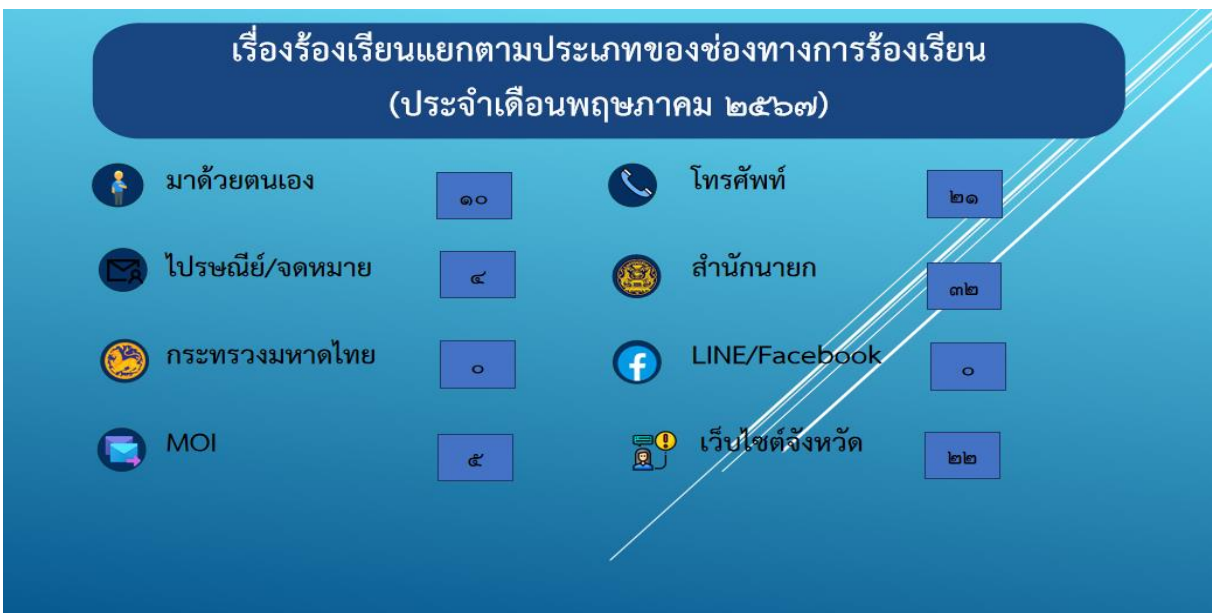 เรื่องร้องเรียนแยกตามประเภทของช่องทางการร้องเรียน
(ประจำเดือนพฤษภาคม ๒๕๖๗)
มาด้วยตนเอง
๑๐
โทรศัพท์
๒๑
ไปรษณีย์/จดหมาย
๔
สำนักนายก
๓๒
กระทรวงมหาดไทย
๐
LINE/Facebook
๐
MOI
๕
เว็บไซต์จังหวัด
๒๒